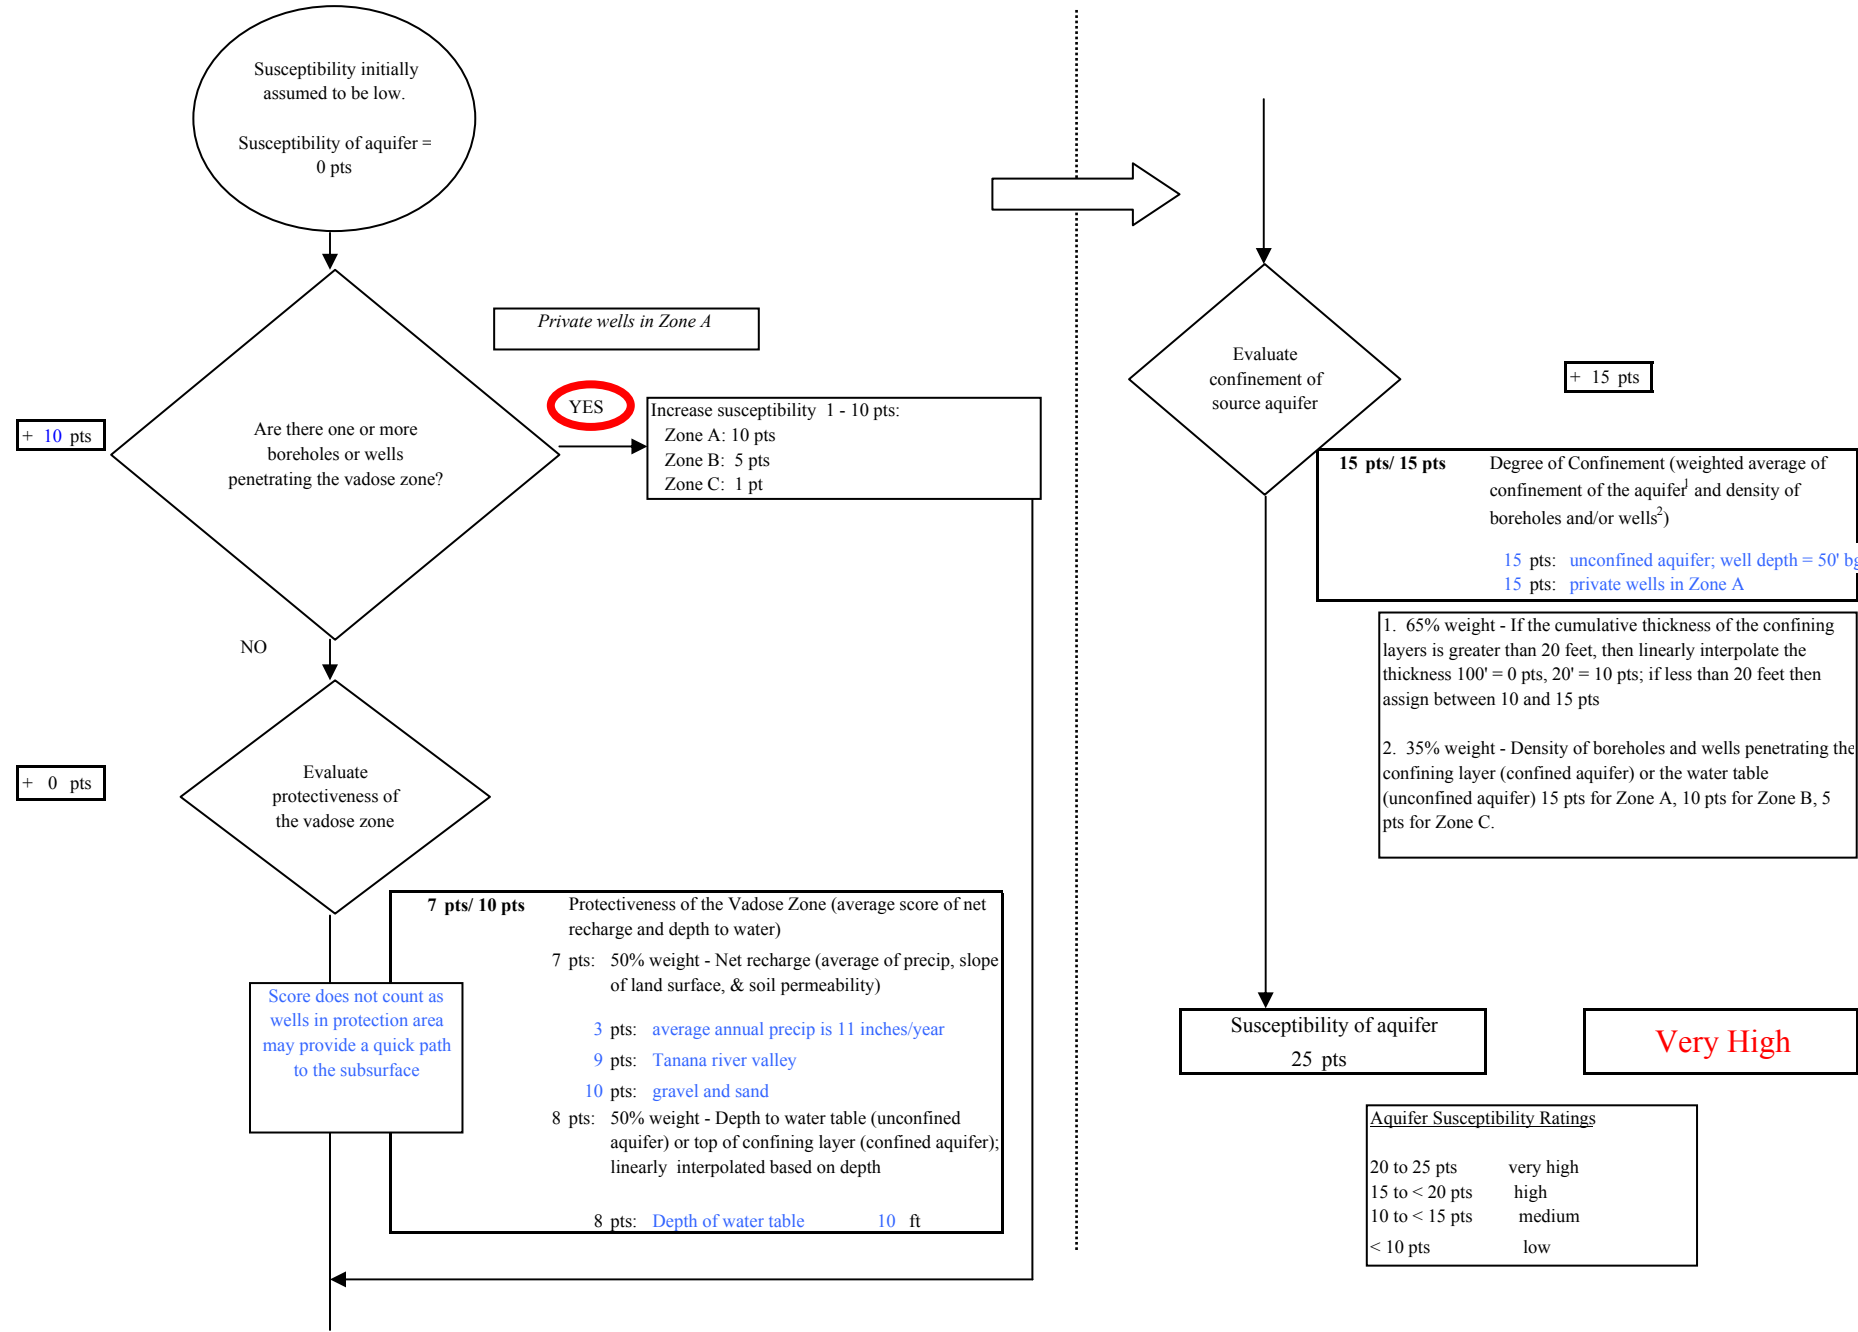 Susceptibility initially
assumed to be low.
Susceptibility of aquifer =
0 pts
Private wells in Zone A
YES
+ 10 pts
Are there one or more
boreholes or wells
penetrating the vadose zone?
Increase susceptibility 1 - 10 pts:
Zone A: 10 pts
Zone B: 5 pts
Zone C: 1 pt
NO
+ 0 pts
Evaluate
protectiveness of
the vadose zone
7 pts/ 10 pts Protectiveness of the Vadose Zone (average score of net
recharge and depth to water)
7 pts: 50% weight - Net recharge (average of precip, slope
of land surface, & soil permeability)
3 pts: average annual precip is 11 inches/year
9 pts: Tanana river valley
10 pts: gravel and sand
8 pts: 50% weight - Depth to water table (unconfined
aquifer) or top of confining layer (confined aquifer);
linearly interpolated based on depth
8 pts: Depth of water table 10 ft
Score does not count as
wells in protection area
may provide a quick path
to the subsurface
Evaluate
confinement of
source aquifer
+ 15 pts
15 pts/ 15 pts Degree of Confinement (weighted average of
confinement of the aquifer1 and density of
boreholes and/or wells2)
15 pts: unconfined aquifer; well depth = 50' bg
15 pts: private wells in Zone A
1. 65% weight - If the cumulative thickness of the confining
layers is greater than 20 feet, then linearly interpolate the
thickness 100' = 0 pts, 20' = 10 pts; if less than 20 feet then
assign between 10 and 15 pts
2. 35% weight - Density of boreholes and wells penetrating the
confining layer (confined aquifer) or the water table
(unconfined aquifer) 15 pts for Zone A, 10 pts for Zone B, 5
pts for Zone C.
Susceptibility of aquifer
25 pts
Very High
Aquifer Susceptibility Ratings
20 to 25 pts very high
15 to < 20 pts high
10 to < 15 pts medium
< 10 pts low